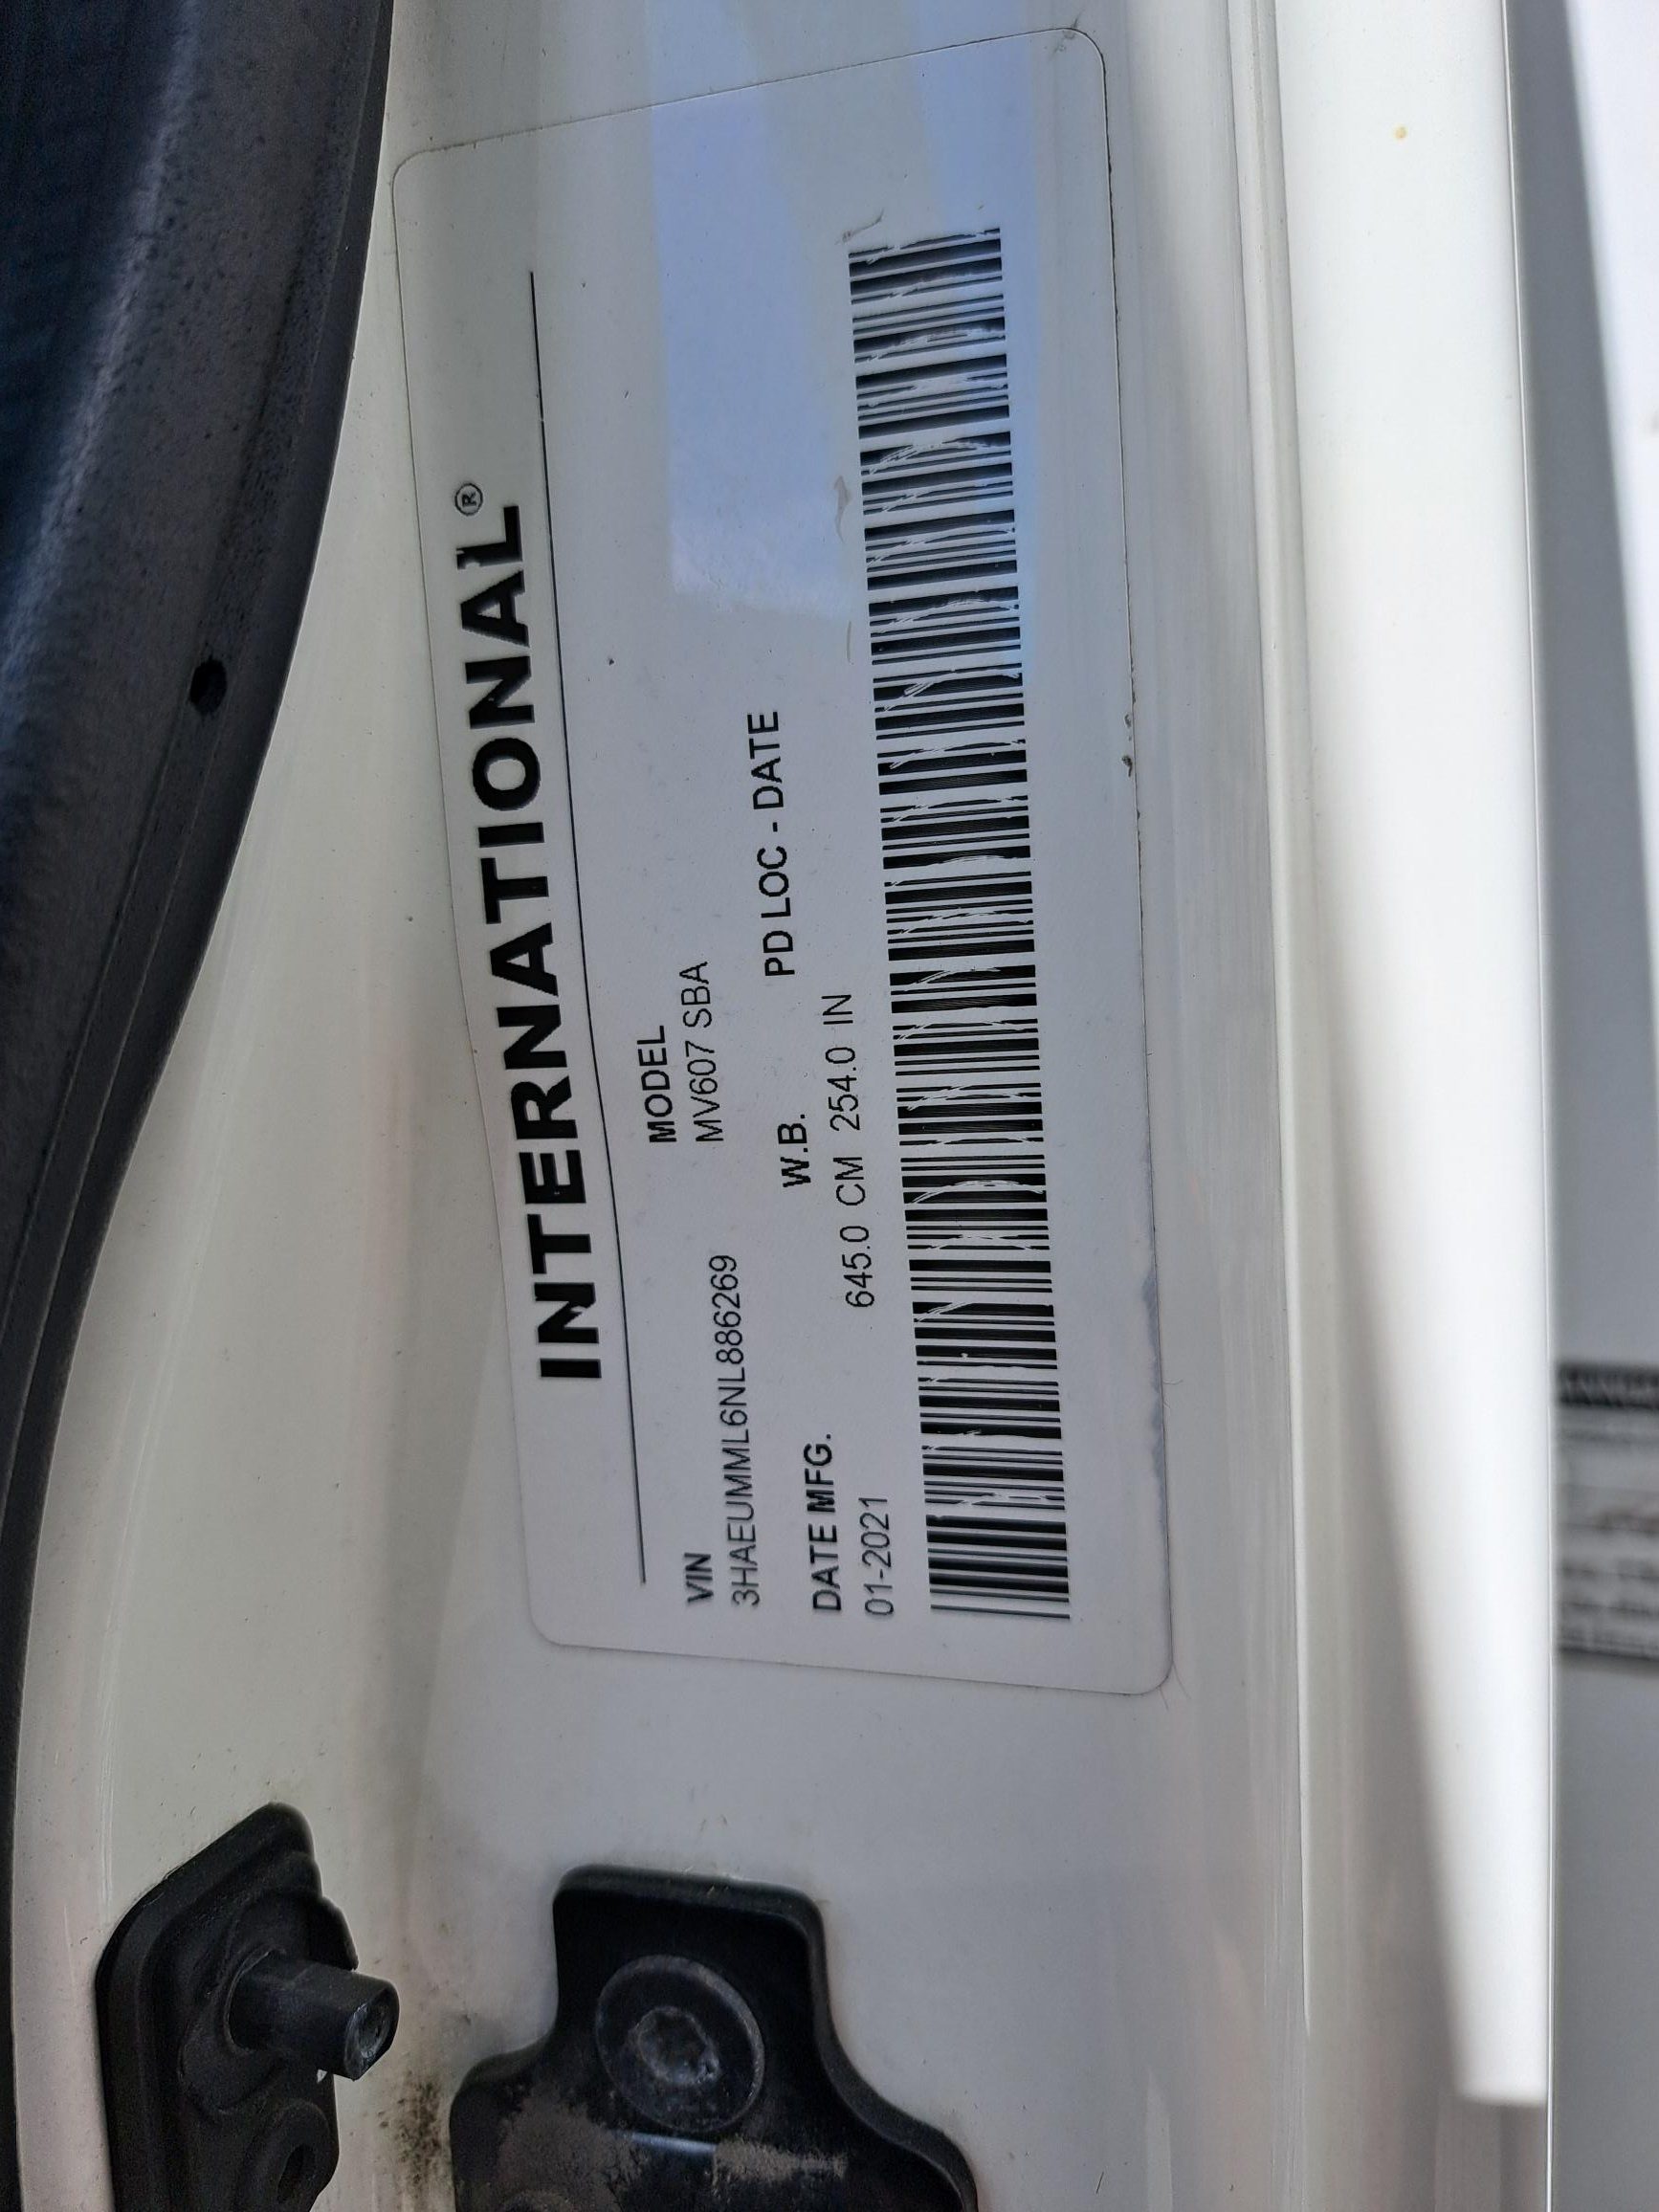 INTERNATIONAL®
VIN MODEL
3HAEUMML6NL886269 MV607 SBA
DATE MFG. W.B. PD LOC - DATE
01-2021 645.0 CM 254.0 IN